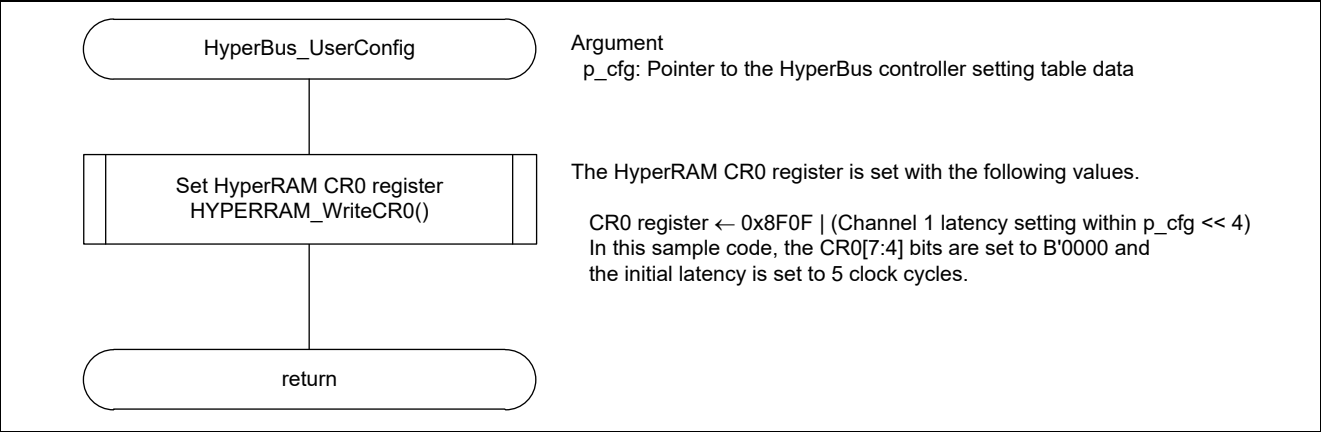 HyperBus_UserConfig
Argument
p_cfg: Pointer to the HyperBus controller setting table data
Set HyperRAM CR0 register
HYPERRAM_WriteCR0()
The HyperRAM CR0 register is set with the following values.
CR0 register ← 0x8F0F | (Channel 1 latency setting within p_cfg << 4)
In this sample code, the CR0[7:4] bits are set to B'0000 and
the initial latency is set to 5 clock cycles.
return